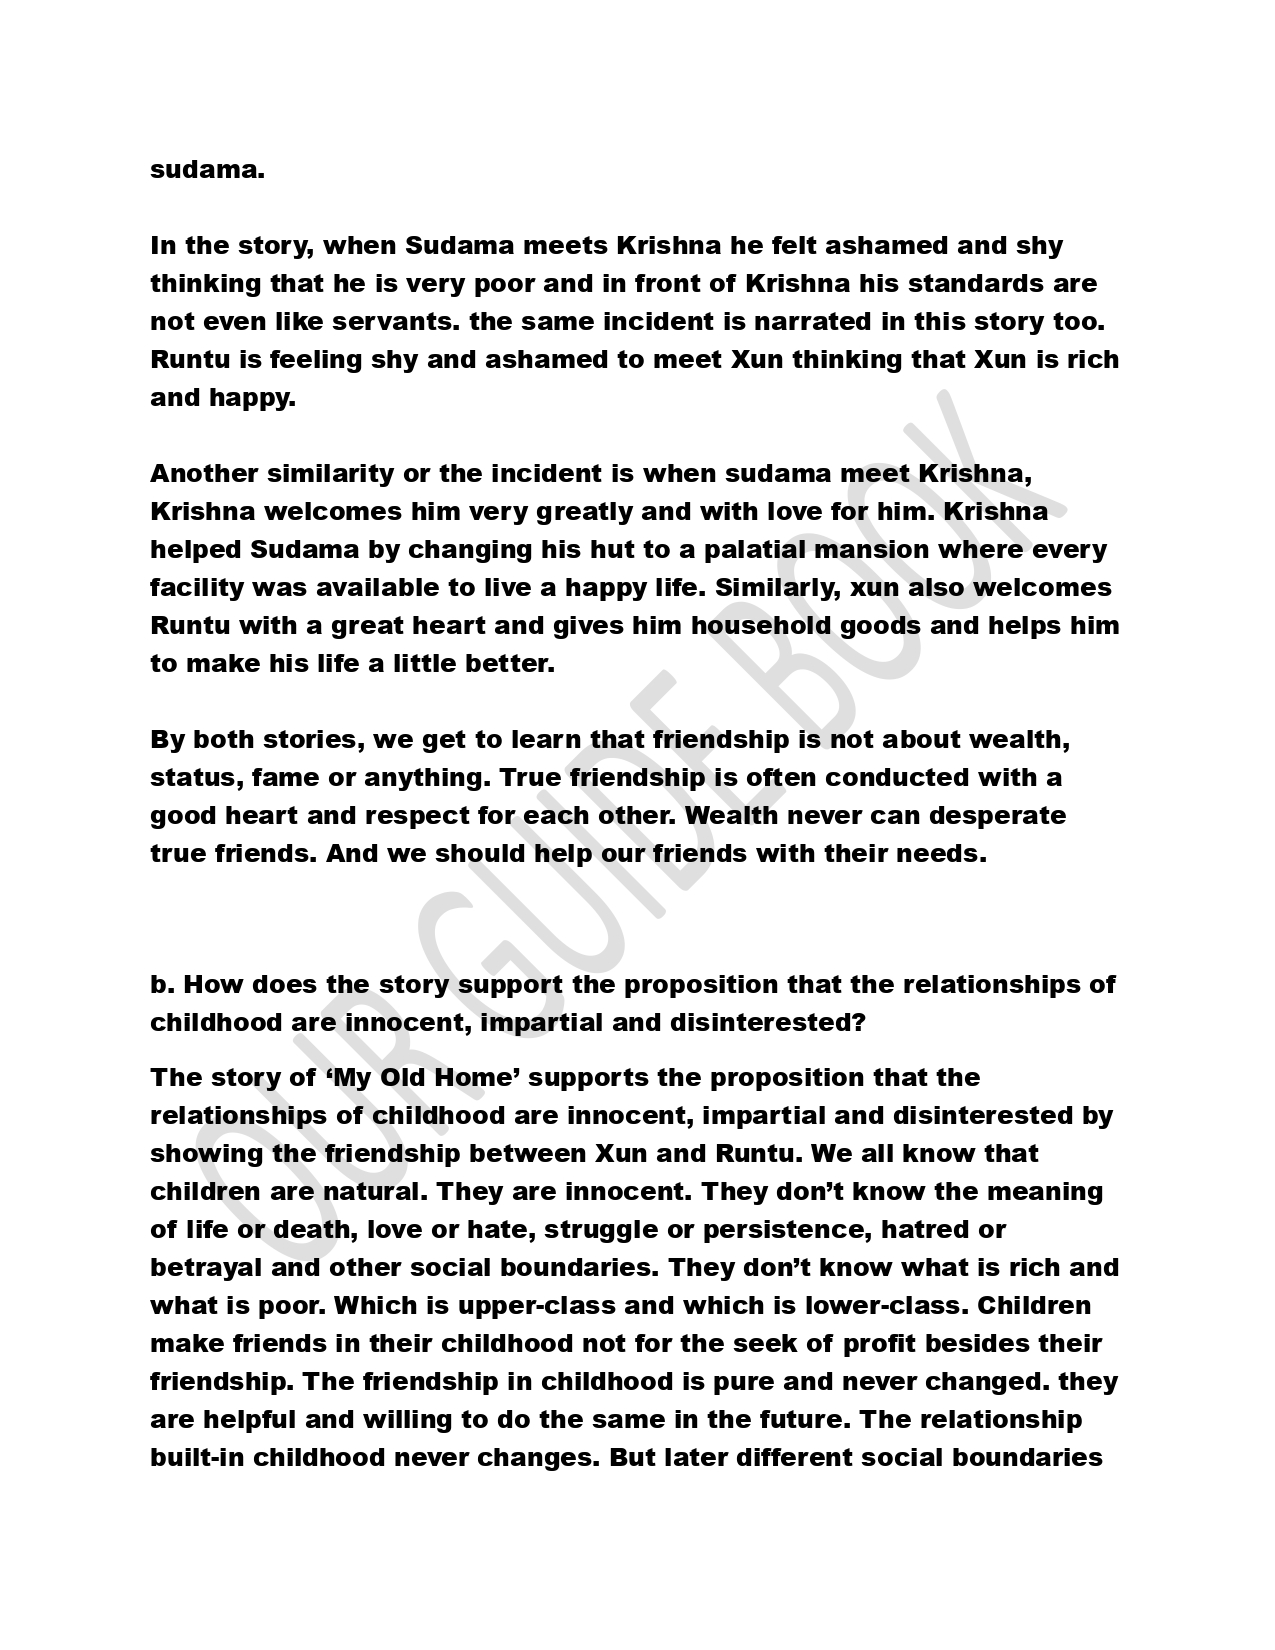 sudama.
In the story, when Sudama meets Krishna he felt ashamed and shy
thinking that he is very poor and in front of Krishna his standards are
not even like servants. the same incident is narrated in this story too.
Runtu is feeling shy and ashamed to meet Xun thinking that Xun is rich
and happy.
Another similarity or the incident is when sudama meet Krishna,
Krishna welcomes him very greatly and with love for him. Krishna
helped Sudama by changing his hut to a palatial mansion where every
facility was available to live a happy life. Similarly, xun also welcomes
Runtu with a great heart and gives him household goods and helps him
to make his life a little better.
By both stories, we get to learn that friendship is not about wealth,
status, fame or anything. True friendship is often conducted with a
good heart and respect for each other. Wealth never can desperate
true friends. And we should help our friends with their needs.
b. How does the story support the proposition that the relationships of
childhood are innocent, impartial and disinterested?
The story of ‘My Old Home’ supports the proposition that the
relationships of childhood are innocent, impartial and disinterested by
showing the friendship between Xun and Runtu. We all know that
children are natural. They are innocent. They don’t know the meaning
of life or death, love or hate, struggle or persistence, hatred or
betrayal and other social boundaries. They don’t know what is rich and
what is poor. Which is upper-class and which is lower-class. Children
make friends in their childhood not for the seek of profit besides their
friendship. The friendship in childhood is pure and never changed. they
are helpful and willing to do the same in the future. The relationship
built-in childhood never changes. But later different social boundaries
OUR GUIDE BOOK